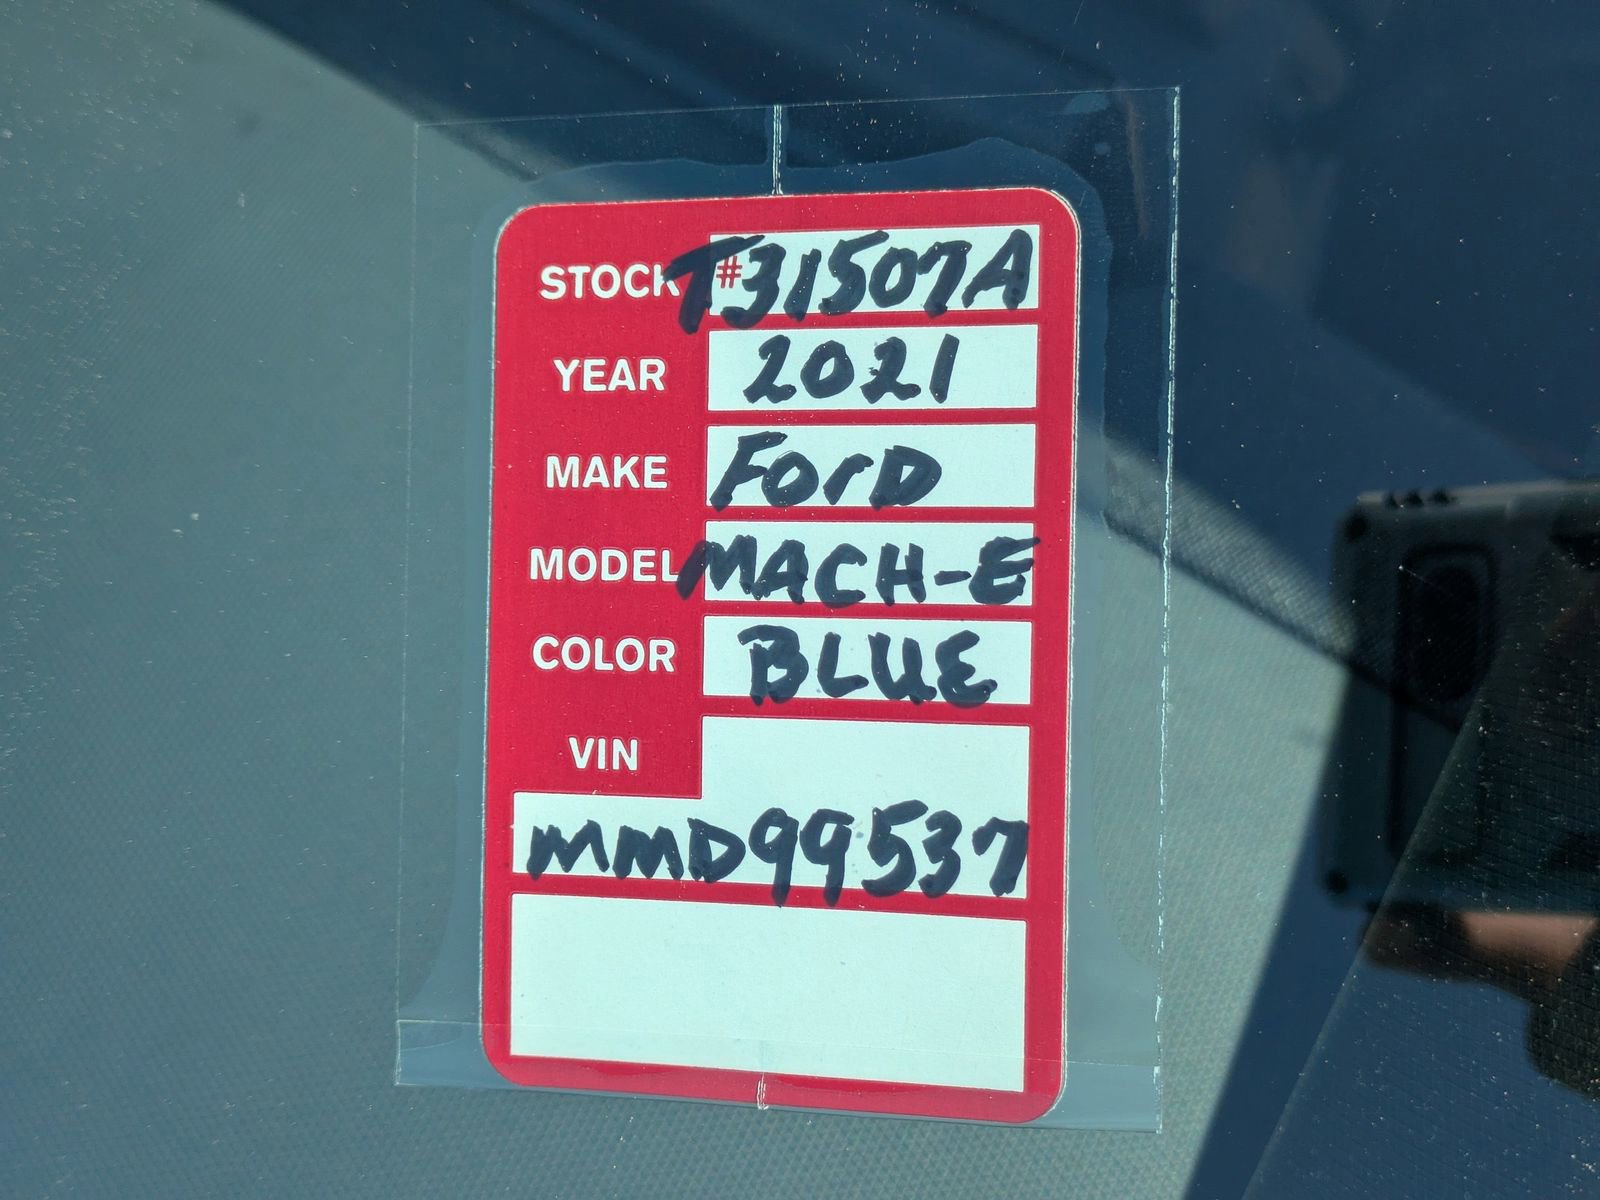 STOCK #T31507A
YEAR 2021
MAKE ForD
MODEL MACH-E
COLOR BLUE
VIN
MMD99537